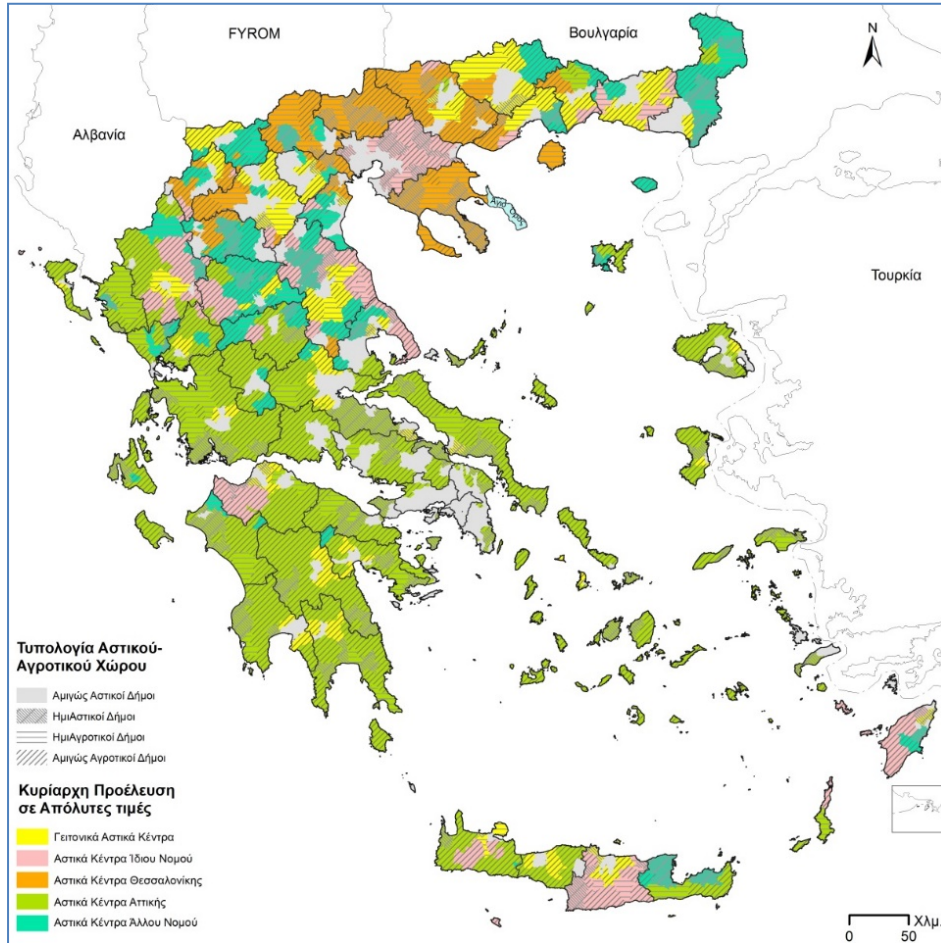 FYROM
Βουλγαρία
N
Αλβανία
Άγιο Όρος
Τουρκία
Τυπολογία Αστικού-
Αγροτικού Χώρου
Αμιγώς Αστικοί Δήμοι
ΗμιΑστικοί Δήμοι
ΗμιΑγροτικοί Δήμοι
Αμιγώς Αγροτικοί Δήμοι
Κυρίαρχη Προέλευση
σε Απόλυτες τιμές
Γειτονικά Αστικά Κέντρα
Αστικά Κέντρα Ίδιου Νομού
Αστικά Κέντρα Θεσσαλονίκης
Αστικά Κέντρα Αττικής
Αστικά Κέντρα Άλλου Νομού
Χλμ.
0 50